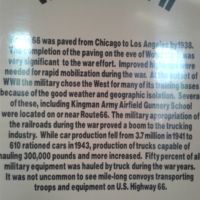 66 was paved from Chicago to Los Angeles by 1938.
completion of the paving on the eve of
very significant to the war effort. Improved
needed for rapid mobilization during the war. At the outset of
WWII the military chose the West for many of its training bases
because of the good weather and geographic isolation. Several
of these, including Kingman Army Airfield Gunnery School
were located on or near Route66. The military appropriation of
the railroads during the war proved a boom to the trucking
industry. While car production fell from 3.7 million in 1941 to
610 rationed cars in 1943, production of trucks capable of
hauling 300,000 pounds and more increased. Fifty percent of all
military equipment was hauled by truck during the war years.
It was not uncommon to see mile-long convoys transporting
troops and equipment on U.S. Highway 66.